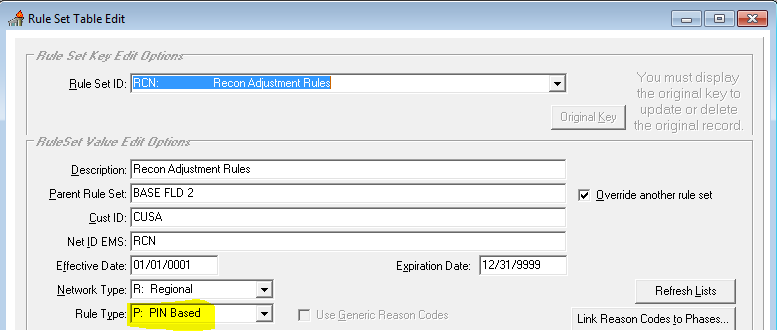 Rule Set Table Edit
Rule Set Key Edit Options
Rule Set ID: RCN: Recon Adjustment Rules
You must display
the original key to
update or delete
the original record.
Original Key
RuleSet Value Edit Options
Description: Recon Adjustment Rules
Parent Rule Set: BASE FLD 2
Override another rule set
Cust ID: CUSA
Net ID EMS: RCN
Effective Date: 01/01/0001 Expiration Date: 12/31/9999
Network Type: R: Regional Refresh Lists
Rule Type: P: PIN Based Use Generic Reason Codes Link Reason Codes to Phases...